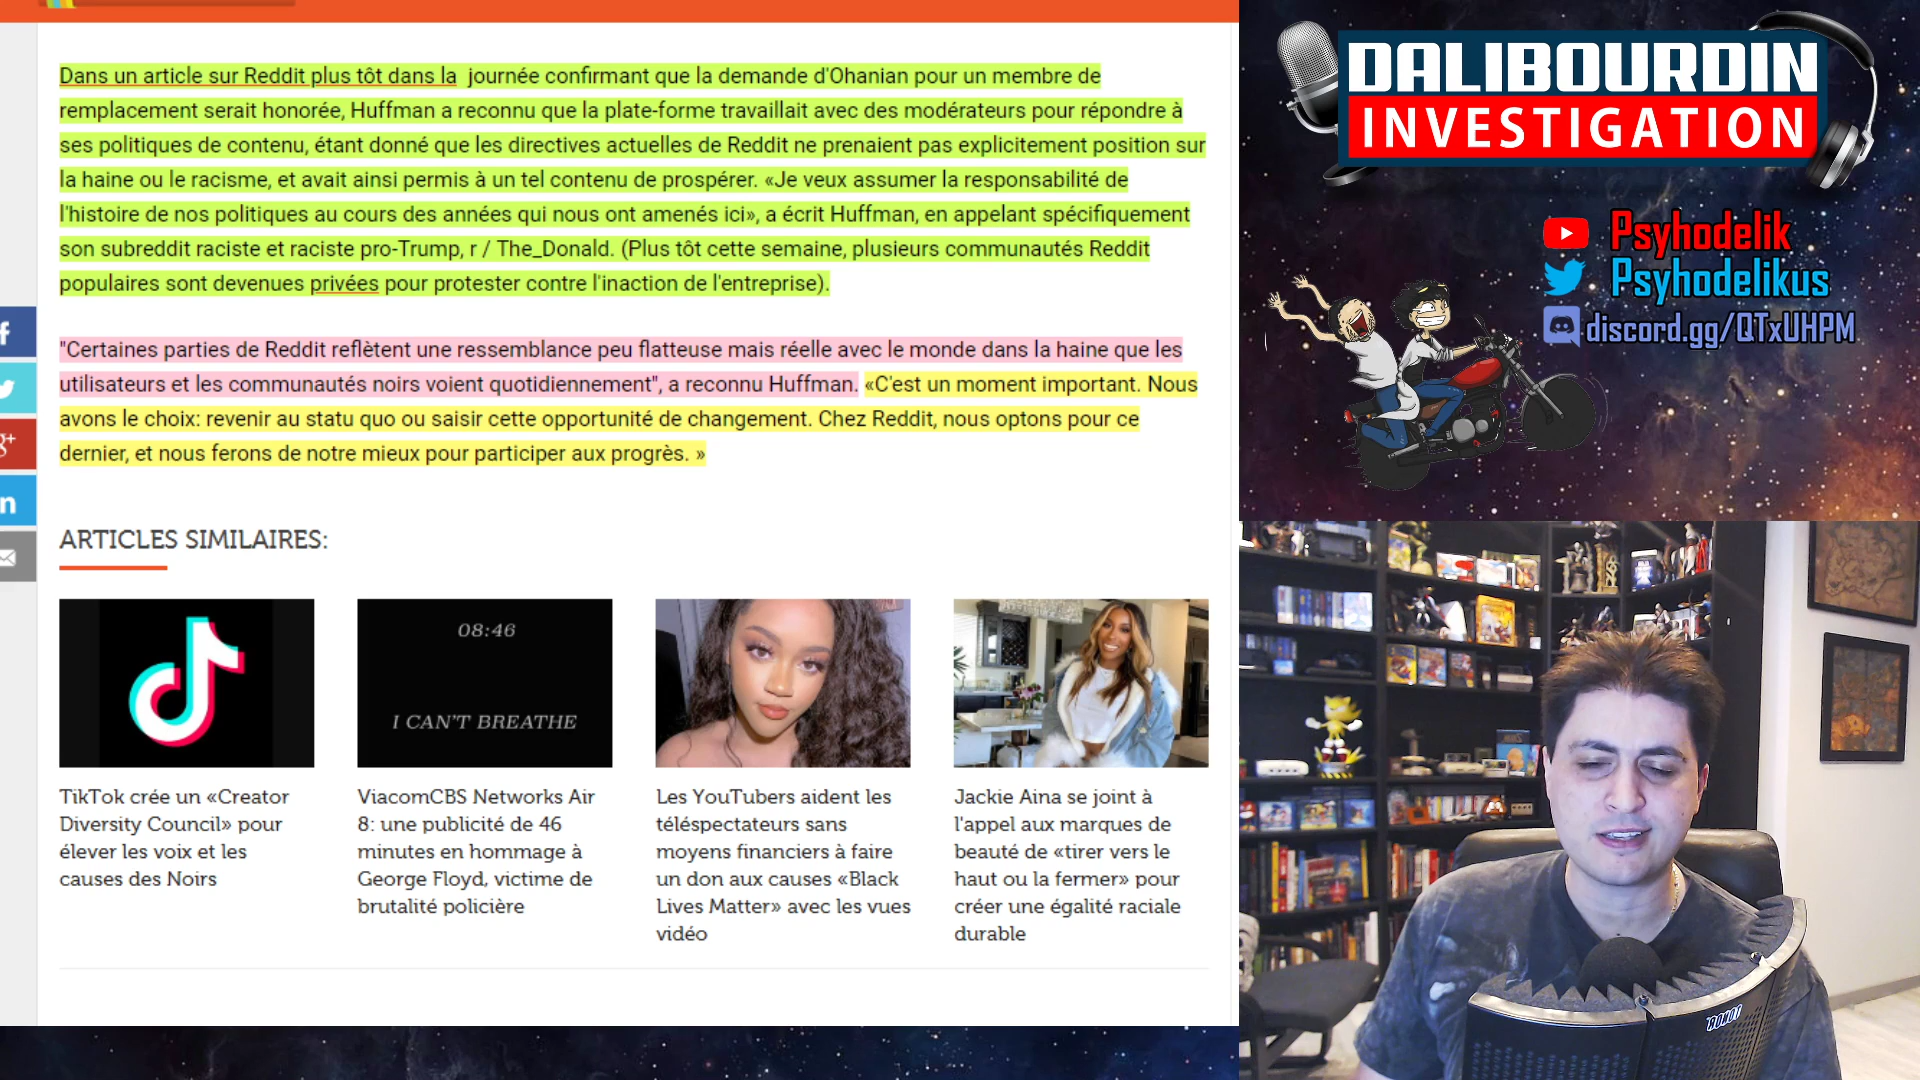 Dans un article sur Reddit plus tôt dans la journée confirmant que la demande d'Ohanian pour un membre de
remplacement serait honorée, Huffman a reconnu que la plate-forme travaillait avec des modérateurs pour répondre à
ses politiques de contenu, étant donné que les directives actuelles de Reddit ne prenaient pas explicitement position sur
la haine ou le racisme, et avait ainsi permis à un tel contenu de prospérer. «Je veux assumer la responsabilité de
l'histoire de nos politiques au cours des années qui nous ont amenés ici», a écrit Huffman, en appelant spécifiquement
son subreddit raciste et raciste pro-Trump, r / The_Donald. (Plus tôt cette semaine, plusieurs communautés Reddit
populaires sont devenues privées pour protester contre l'inaction de l'entreprise).
"Certaines parties de Reddit reflètent une ressemblance peu flatteuse mais réelle avec le monde dans la haine que les
utilisateurs et les communautés noirs voient quotidiennement", a reconnu Huffman. «C'est un moment important. Nous
avons le choix: revenir au statu quo ou saisir cette opportunité de changement. Chez Reddit, nous optons pour ce
dernier, et nous ferons de notre mieux pour participer aux progrès. »
ARTICLES SIMILAIRES:
08:46
I CAN'T BREATHE
TikTok crée un «Creator
Diversity Council» pour
élever les voix et les
causes des Noirs
ViacomCBS Networks Air
8: une publicité de 46
minutes en hommage à
George Floyd, victime de
brutalité policière
Les YouTubers aident les
téléspectateurs sans
moyens financiers à faire
un don aux causes «Black
Lives Matter» avec les vues
vidéo
Jackie Aina se joint à
l'appel aux marques de
beauté de «tirer vers le
haut ou la fermer» pour
créer une égalité raciale
durable
DALIBOURDIN
INVESTIGATION
Psyhodelik
Psyhodelikus
discord.gg/QTxUHPM